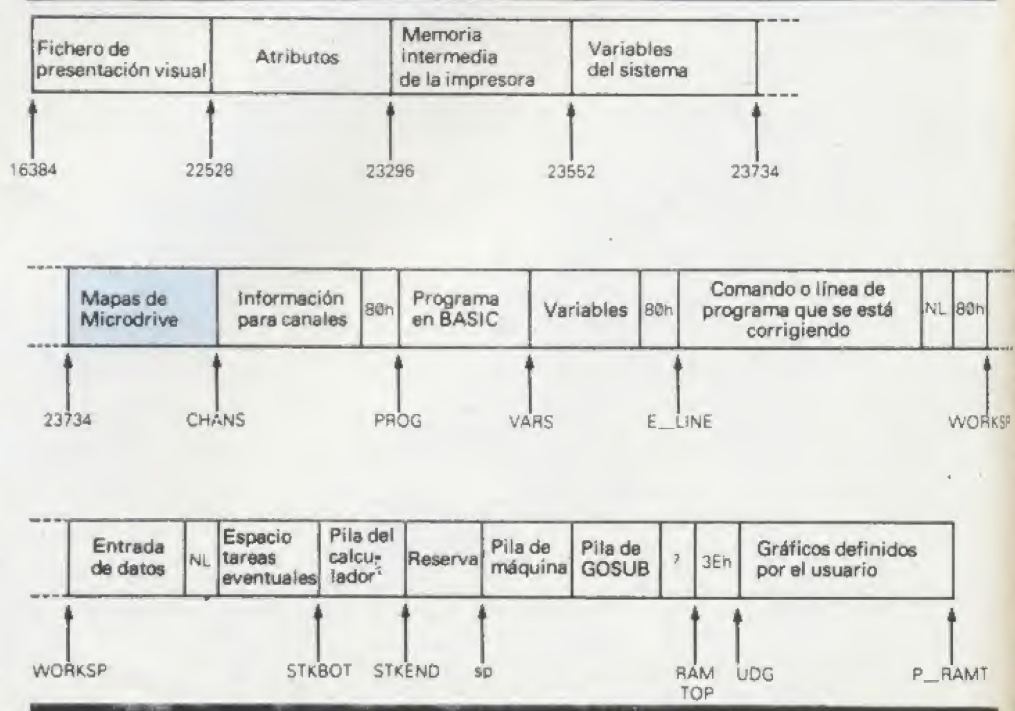 Fichero de
presentación visual
Atributos
Memoria
intermedia
de la impresora
Variables
del sistema
16384
22528
23296
23552
23734
Mapas de
Microdrive
Información
para canales
80h
Programa
en BASIC
Variables
80h
Comando o línea de
programa que se está
corrigiendo
NL
80h
23734
CHANS
PROG
VARS
E__LINE
WORKSP
Entrada
de datos
NL
Espacio
tareas
eventuales
Pila del
calcu-
lador
Reserva
Pila de
máquina
Pila de
GOSUB
?
3Eh
Gráficos definidos
por el usuario
WORKSP
STKBOT
STKEND
sp
RAM
TOP
UDG
P__RAMT